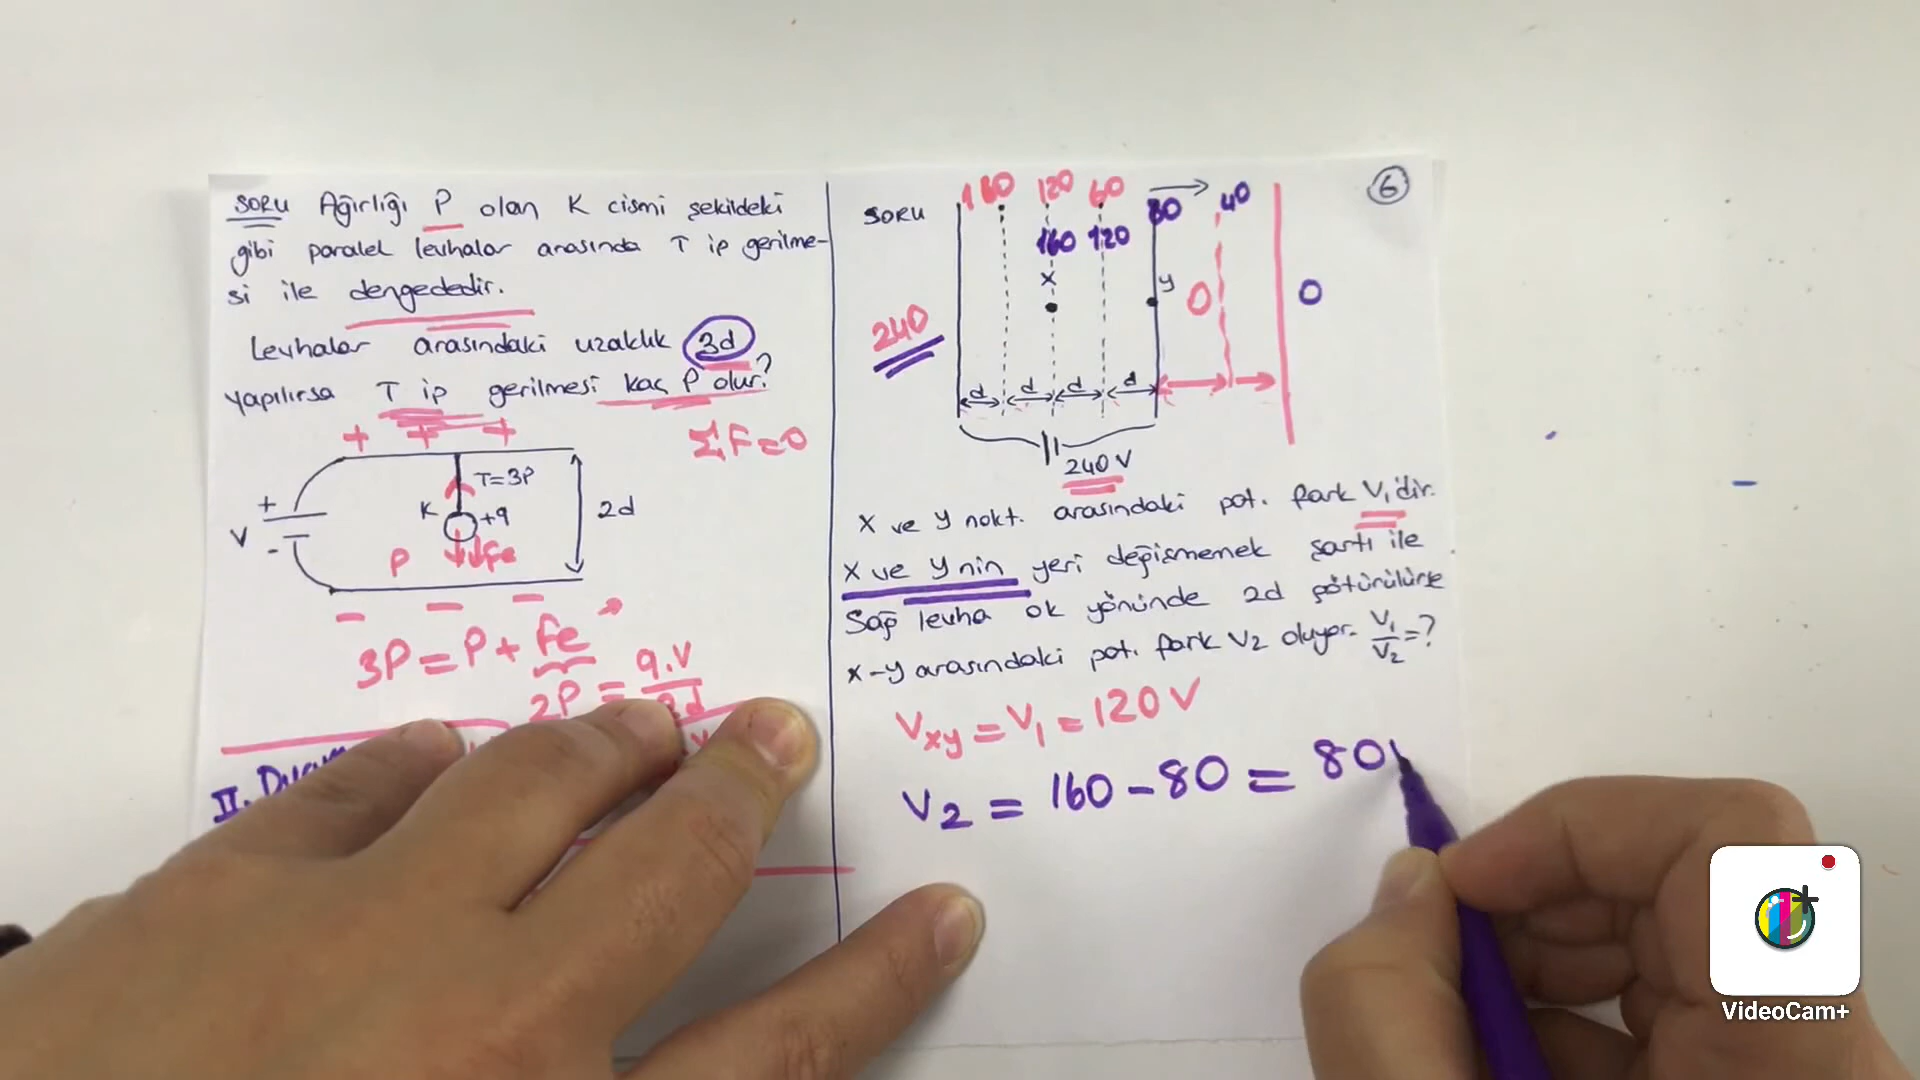 SORU Ağırlığı P olan K cismi şekildeki
gibi paralel levhalar arasında T ip gerilme-
si ile dengededir.
Levhalar arasındaki uzaklık 3d
yapılırsa T ip gerilmesi kaç P olur?
+ + +
ΣF=0
T=3P
+
K
+q
2d
V
-
P
Fe
- - -
3P = P + Fe
2P = q.V
2d
II.
6
SORU
180 120 60
80 40
160 120
x
y
0
0
240
d d d d
240 V
x ve y nokt. arasındaki pot. fark V₁'dir.
x ve y nin yeri değişmemek şartı ile
Sağ levha ok yönünde 2d götürülürse
x-y arasındaki pot. fark V₂ oluyor. V₁/V₂=?
Vxy = V₁ = 120 V
V₂ = 160 - 80 = 80
VideoCam+